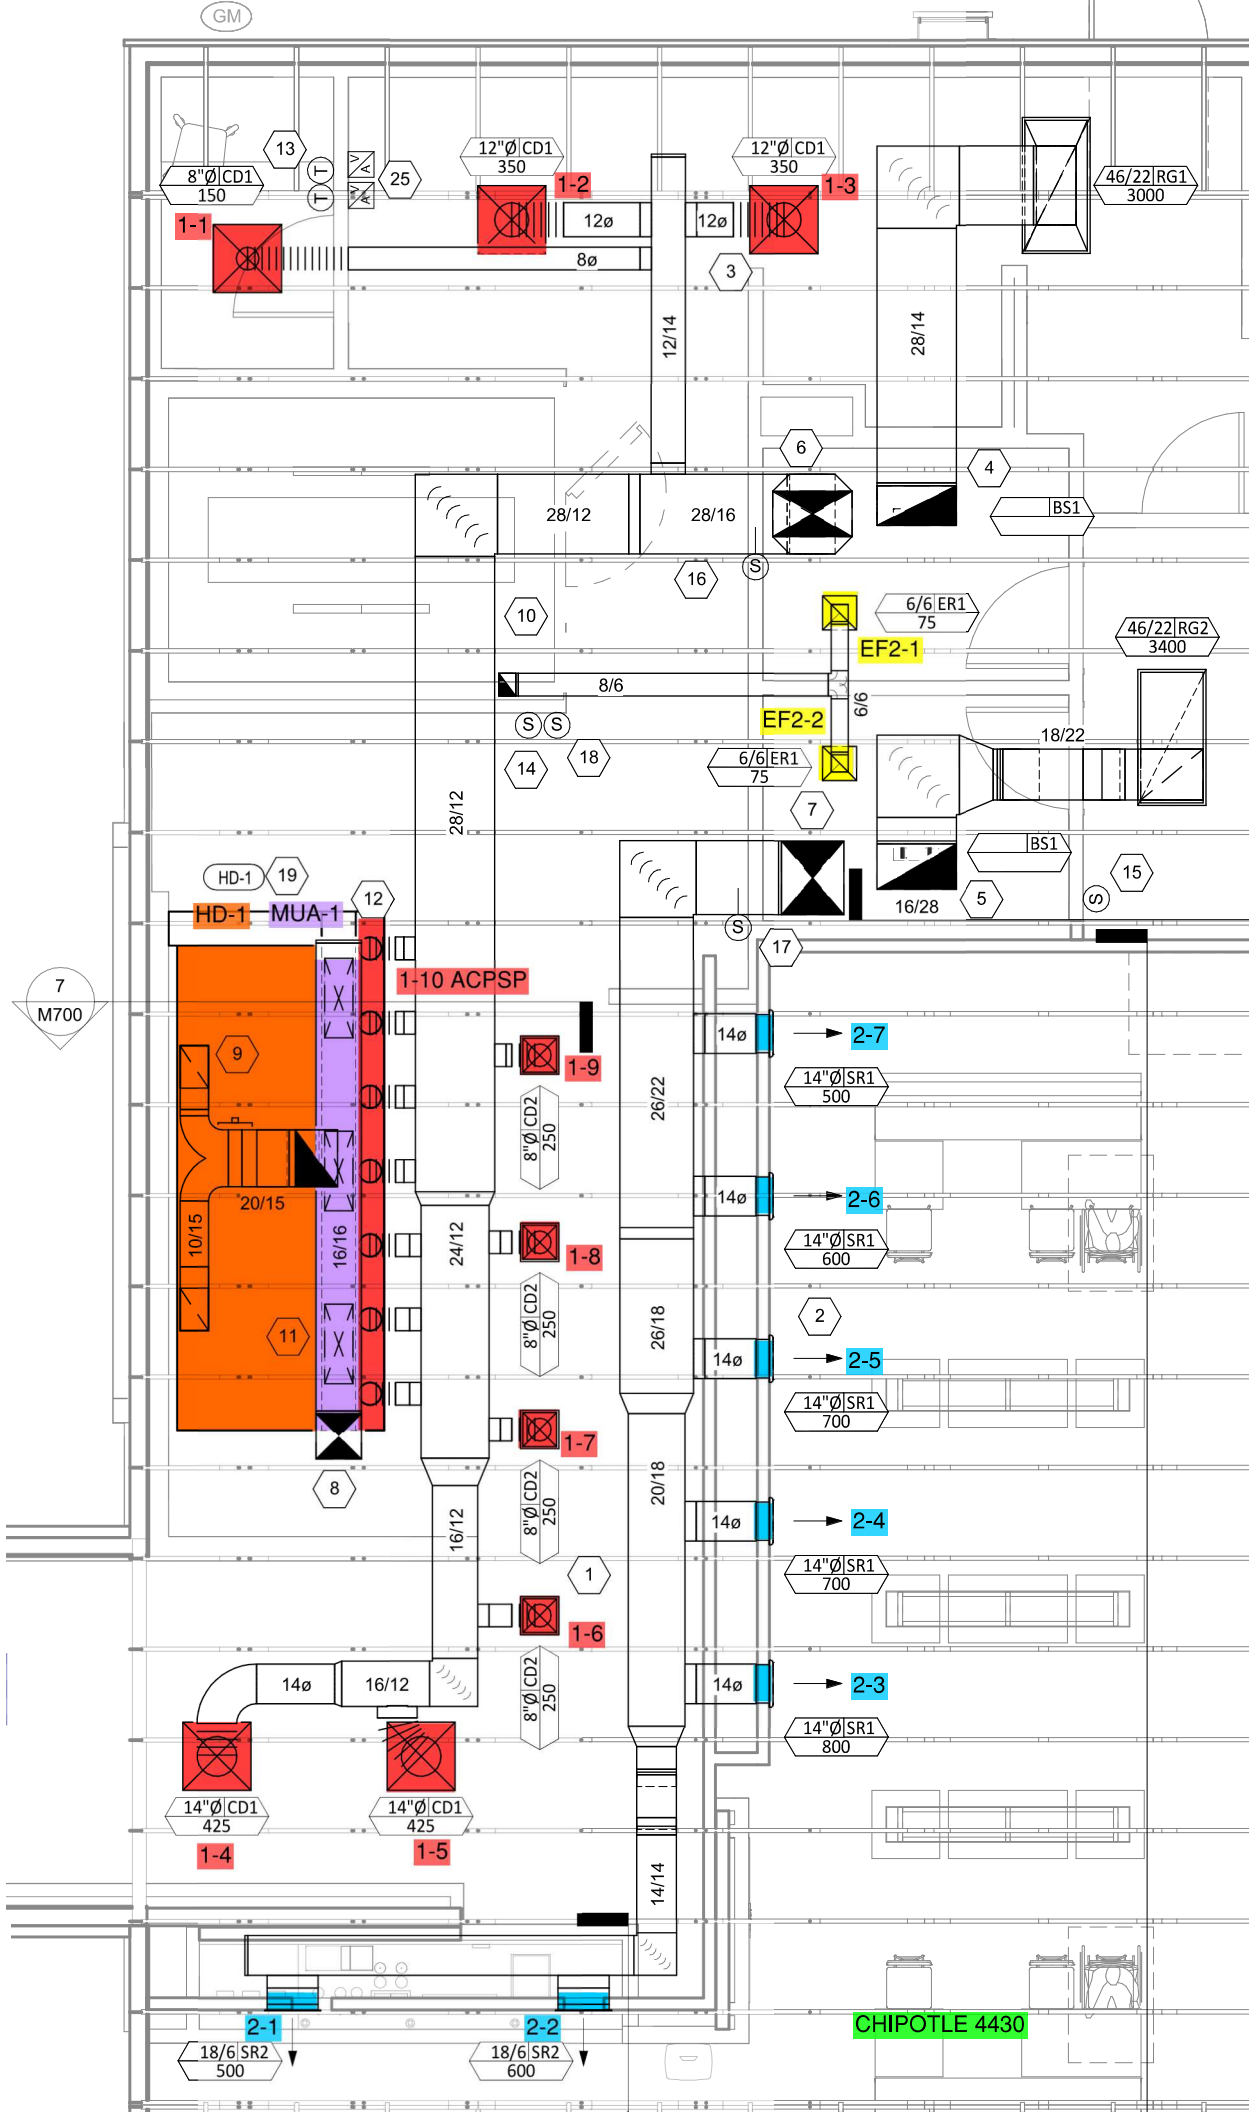 GM
13
8"Ø CD1
150
T T
T T
V
A
V
A
25
12"Ø CD1
350
1-2
12"Ø CD1
350
1-3
46/22 RG1
3000
1-1
12ø
12ø
8ø
3
12/14
28/14
6
4
28/12
28/16
BS1
16
S
10
6/6 ER1
75
EF2-1
46/22 RG2
3400
8/6
6/6
EF2-2
S S
14
18
6/6 ER1
75
18/22
28/12
7
BS1
15
S
HD-1
19
12
5
16/28
HD-1
MUA-1
S
17
1-10 ACPSP
7
M700
9
14ø
2-7
1-9
14"Ø SR1
500
26/22
8"Ø CD2
250
20/15
10/15
16/16
14ø
2-6
24/12
1-8
14"Ø SR1
600
8"Ø CD2
250
11
26/18
2
14ø
2-5
14"Ø SR1
700
1-7
8
20/18
8"Ø CD2
250
16/12
14ø
2-4
1
14"Ø SR1
700
1-6
8"Ø CD2
250
14ø
16/12
14ø
2-3
14"Ø SR1
800
14"Ø CD1
425
14"Ø CD1
425
1-4
1-5
14/14
2-1
2-2
CHIPOTLE 4430
18/6 SR2
500
18/6 SR2
600